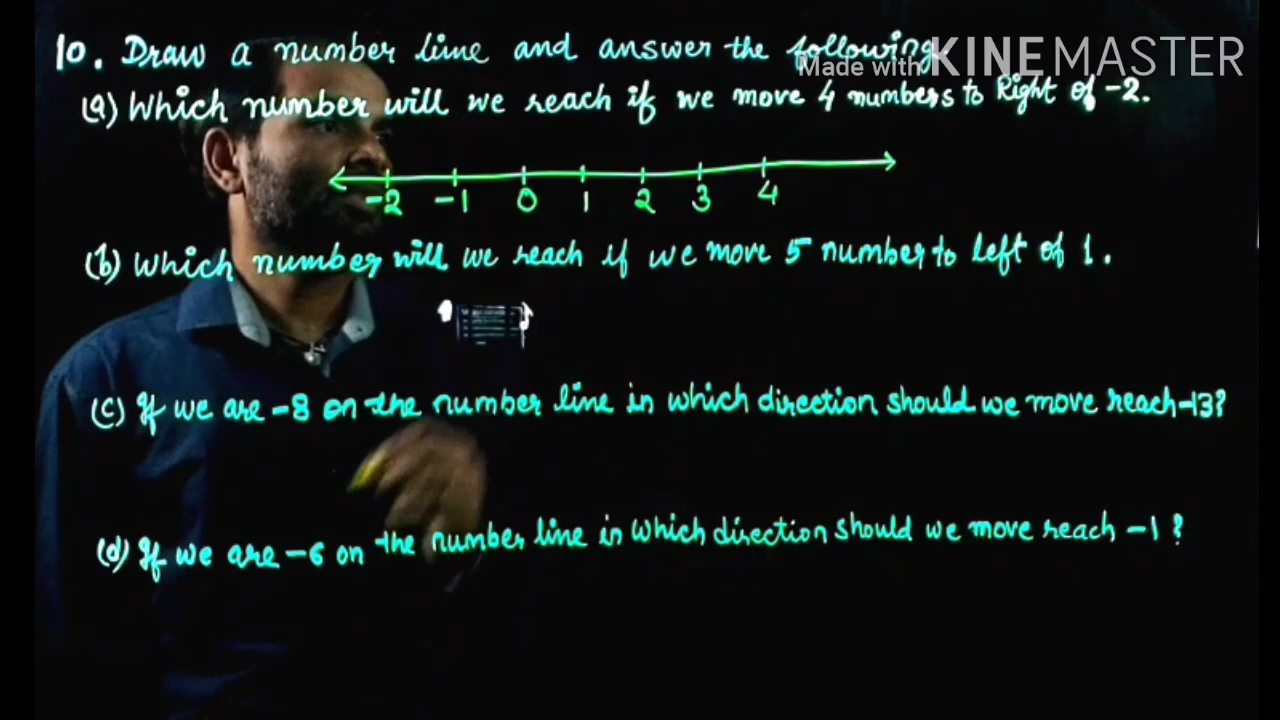 10. Draw a number line and answer the following
Made with KINEMASTER
(a) Which number will we reach if we move 4 numbers to Right of -2.
-2 -1 0 1 2 3 4
(b) Which number will we reach if we move 5 number to left of 1.
(c) If we are -8 on the number line in which direction should we move reach -13?
(d) If we are -6 on the number line in which direction should we move reach -1?